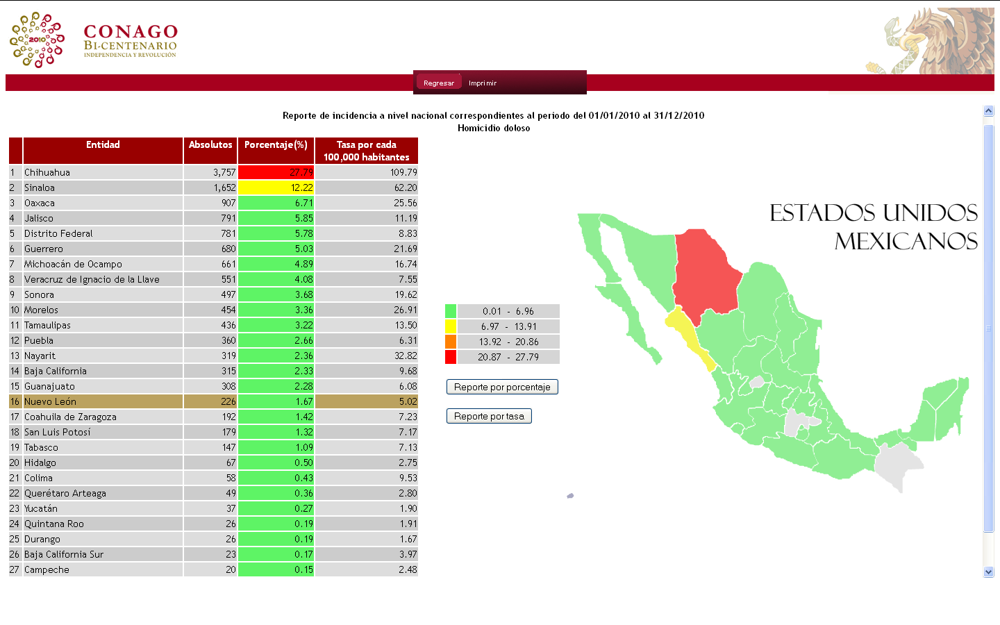 2010
CONAGO
BI-CENTENARIO
INDEPENDENCIA Y REVOLUCIÓN
Regresar Imprimir
Reporte de incidencia a nivel nacional correspondientes al periodo del 01/01/2010 al 31/12/2010
Homicidio doloso
Entidad Absolutos Porcentaje(%) Tasa por cada
100,000 habitantes
1 Chihuahua 3,757 27.79 109.79
2 Sinaloa 1,652 12.22 62.20
3 Oaxaca 907 6.71 25.56
4 Jalisco 791 5.85 11.19
5 Distrito Federal 781 5.78 8.83
6 Guerrero 680 5.03 21.69
7 Michoacán de Ocampo 661 4.89 16.74
8 Veracruz de Ignacio de la Llave 551 4.08 7.55
9 Sonora 497 3.68 19.62
10 Morelos 454 3.36 26.91
11 Tamaulipas 436 3.22 13.50
12 Puebla 360 2.66 6.31
13 Nayarit 319 2.36 32.82
14 Baja California 315 2.33 9.68
15 Guanajuato 308 2.28 6.08
16 Nuevo León 226 1.67 5.02
17 Coahuila de Zaragoza 192 1.42 7.23
18 San Luis Potosí 179 1.32 7.17
19 Tabasco 147 1.09 7.13
20 Hidalgo 67 0.50 2.75
21 Colima 58 0.43 9.53
22 Querétaro Arteaga 49 0.36 2.80
23 Yucatán 37 0.27 1.90
24 Quintana Roo 26 0.19 1.91
25 Durango 26 0.19 1.67
26 Baja California Sur 23 0.17 3.97
27 Campeche 20 0.15 2.48
0.01 - 6.96
6.97 - 13.91
13.92 - 20.86
20.87 - 27.79
Reporte por porcentaje
Reporte por tasa
ESTADOS UNIDOS
MEXICANOS